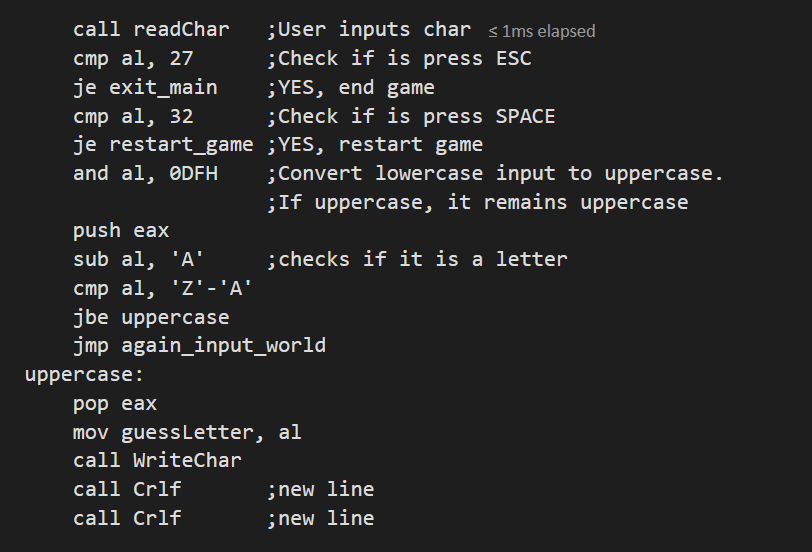 call readChar   ;User inputs char ≤ 1ms elapsed
cmp al, 27      ;Check if is press ESC
je exit_main    ;YES, end game
cmp al, 32      ;Check if is press SPACE
je restart_game ;YES, restart game
and al, 0DFH    ;Convert lowercase input to uppercase.
                ;If uppercase, it remains uppercase
push eax
sub al, 'A'     ;checks if it is a letter
cmp al, 'Z'-'A'
jbe uppercase
jmp again_input_world
uppercase:
pop eax
mov guessLetter, al
call WriteChar
call Crlf       ;new line
call Crlf       ;new line